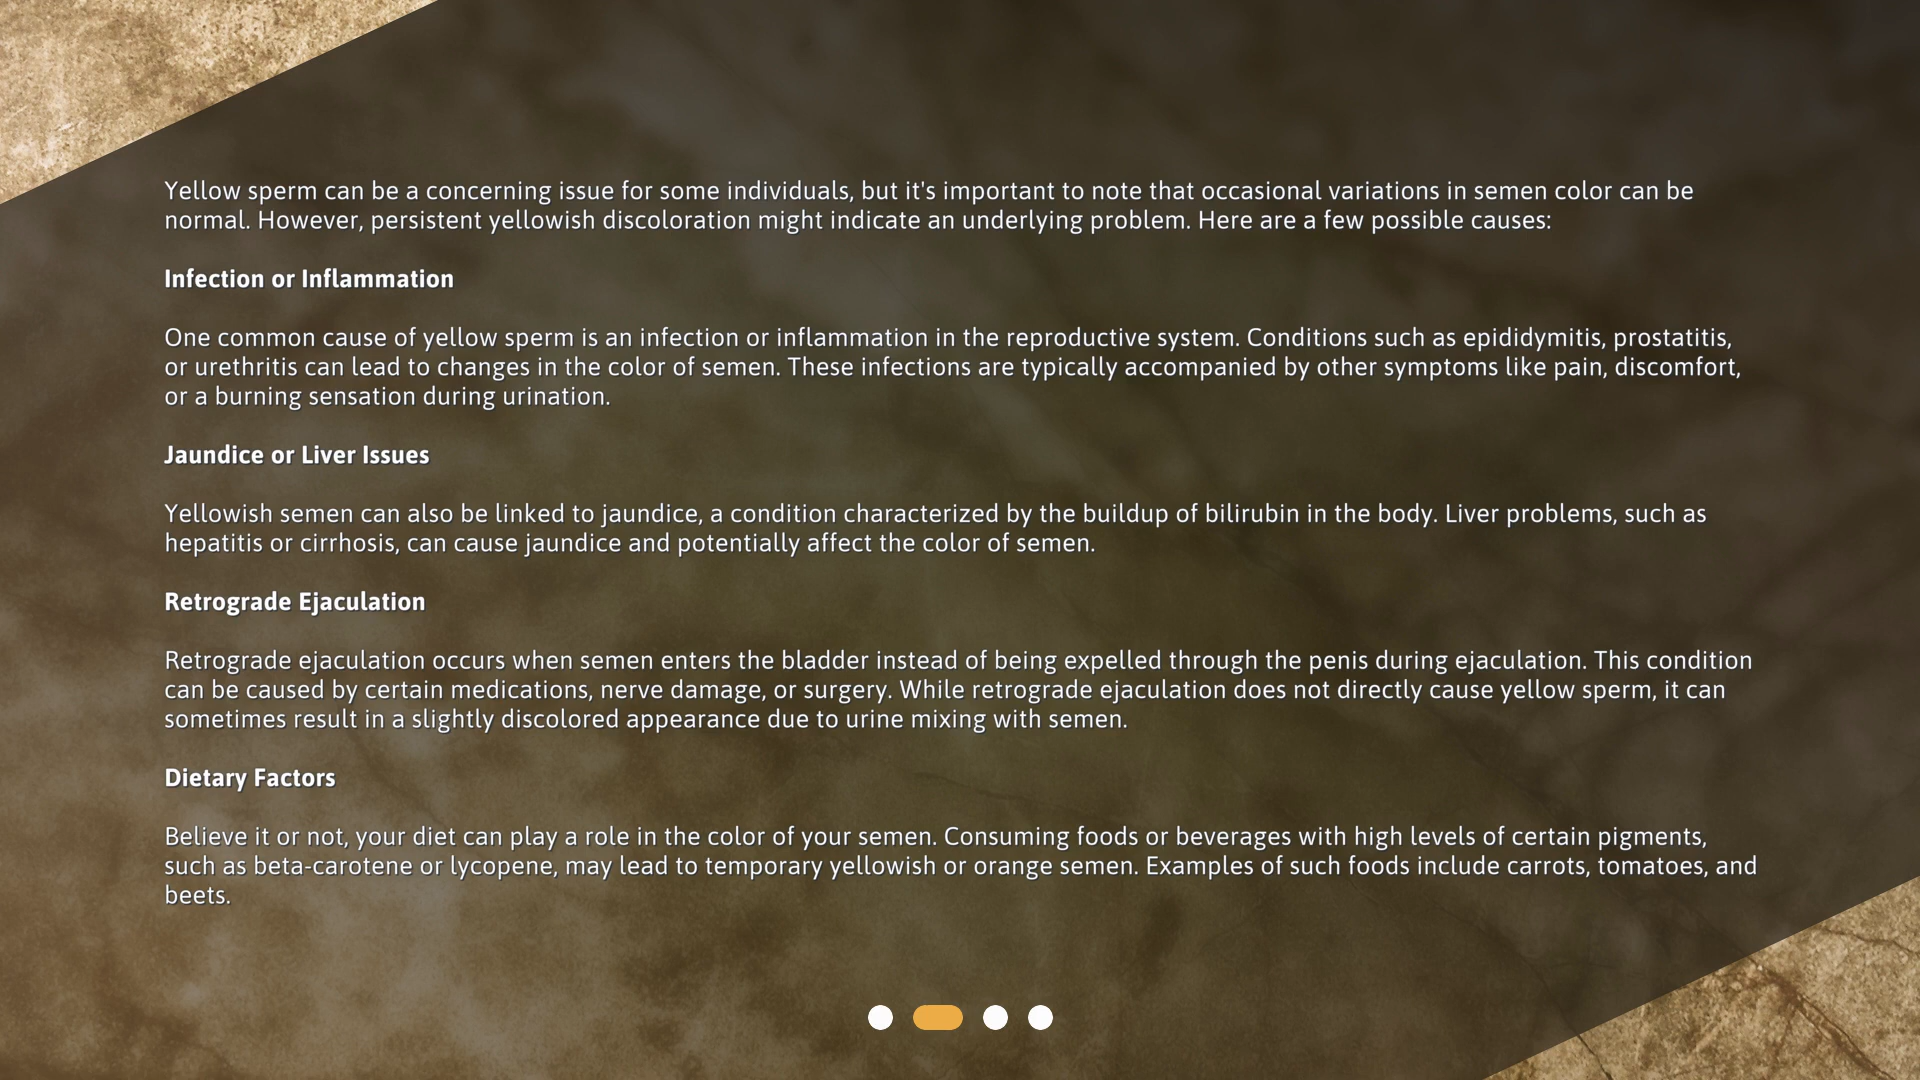 Yellow sperm can be a concerning issue for some individuals, but it's important to note that occasional variations in semen color can be
normal. However, persistent yellowish discoloration might indicate an underlying problem. Here are a few possible causes:
Infection or Inflammation
One common cause of yellow sperm is an infection or inflammation in the reproductive system. Conditions such as epididymitis, prostatitis,
or urethritis can lead to changes in the color of semen. These infections are typically accompanied by other symptoms like pain, discomfort,
or a burning sensation during urination.
Jaundice or Liver Issues
Yellowish semen can also be linked to jaundice, a condition characterized by the buildup of bilirubin in the body. Liver problems, such as
hepatitis or cirrhosis, can cause jaundice and potentially affect the color of semen.
Retrograde Ejaculation
Retrograde ejaculation occurs when semen enters the bladder instead of being expelled through the penis during ejaculation. This condition
can be caused by certain medications, nerve damage, or surgery. While retrograde ejaculation does not directly cause yellow sperm, it can
sometimes result in a slightly discolored appearance due to urine mixing with semen.
Dietary Factors
Believe it or not, your diet can play a role in the color of your semen. Consuming foods or beverages with high levels of certain pigments,
such as beta-carotene or lycopene, may lead to temporary yellowish or orange semen. Examples of such foods include carrots, tomatoes, and
beets.